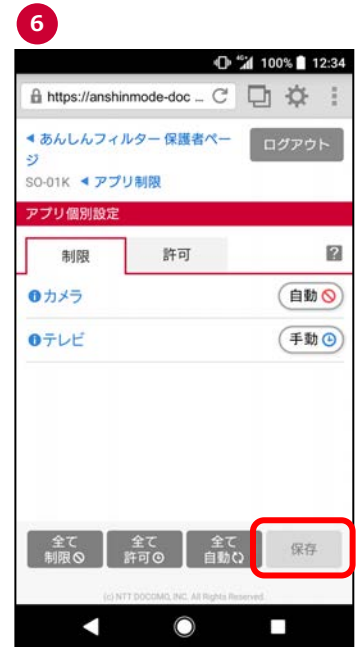 6
4G 100% 12:34
https://anshinmode-doc ...
◀ あんしんフィルター 保護者ペー
ジ
ログアウト
SO-01K ◀ アプリ制限
アプリ個別設定
制限 許可 ?
カメラ 自動
テレビ 手動
全て
制限
全て
許可
全て
自動
保存
(c) NTT DOCOMO, INC. All Rights Reserved.